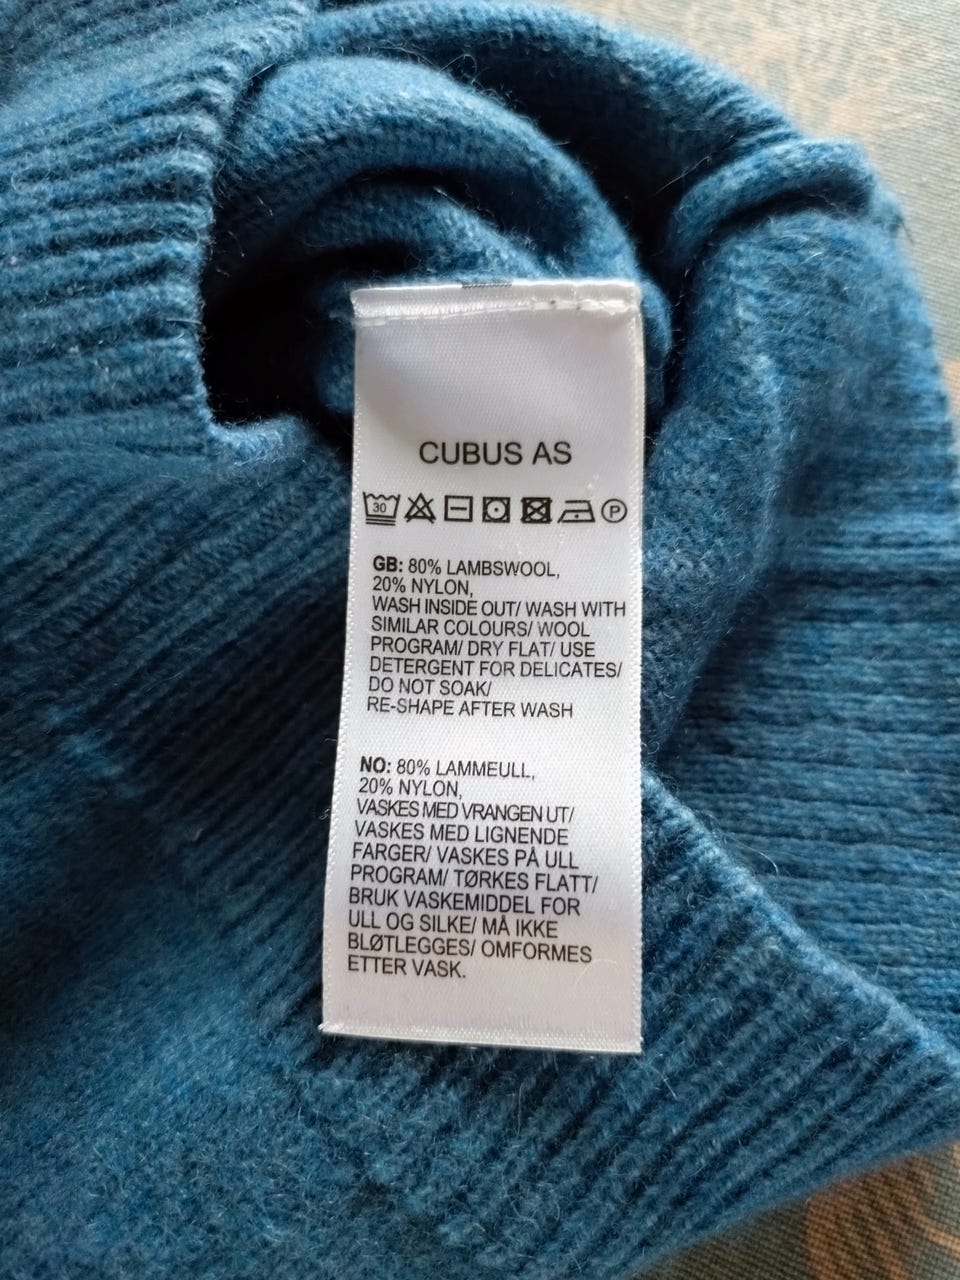 CUBUS AS
30 P
GB: 80% LAMBSWOOL,
20% NYLON,
WASH INSIDE OUT/ WASH WITH
SIMILAR COLOURS/ WOOL
PROGRAM/ DRY FLAT/ USE
DETERGENT FOR DELICATES/
DO NOT SOAK/
RE-SHAPE AFTER WASH
NO: 80% LAMMEULL,
20% NYLON,
VASKES MED VRANGEN UT/
VASKES MED LIGNENDE
FARGER/ VASKES PÅ ULL
PROGRAM/ TØRKES FLATT/
BRUK VASKEMIDDEL FOR
ULL OG SILKE/ MÅ IKKE
BLØTLEGGES/ OMFORMES
ETTER VASK.